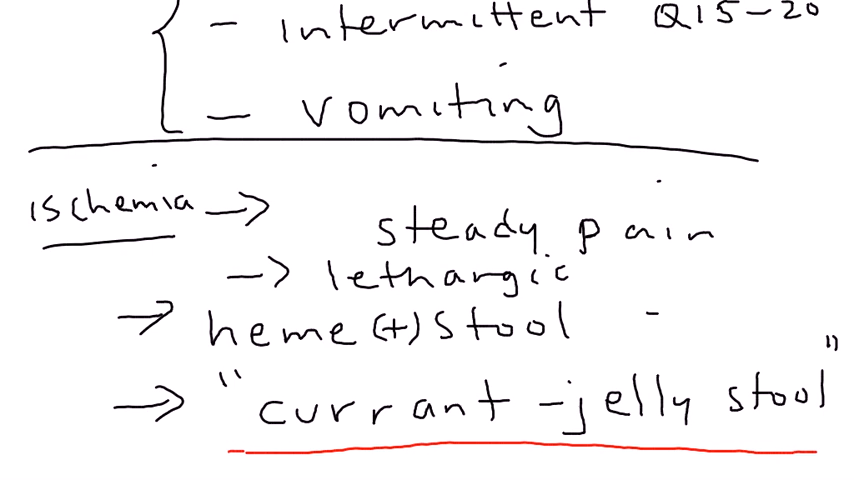 - intermittent Q15-20
- vomiting
ischemia → steady pain
→ lethargic
→ heme (+) stool -
→ "currant-jelly stool"